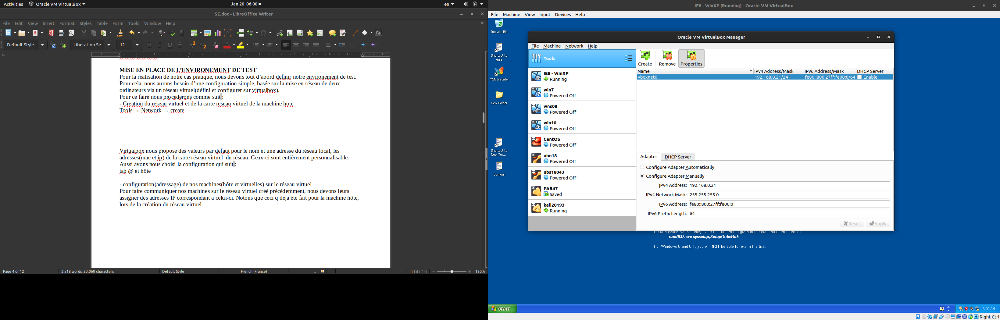 Activities
Oracle VM VirtualBox
Jan 20 06:00
en
SE.doc - LibreOffice Writer
File Edit View Insert Format Styles Table Form Tools Window Help
Default Style
Liberation Se
12
MISE EN PLACE DE L’ENVIRONEMENT DE TEST
Pour la réalisation de notre cas pratique, nous devons tout d’abord definir notre environement de test.
Pour cela, nous aurons besoin d’une configuration simple, basée sur la mise en réseau de deux
ordinateurs via un réseau virtuel(défini et configurer sur virtualbox).
Pour ce faire nous procederons comme suit :
- Creation du reseau virtuel et de la carte reseau virtuel de la machine hote
Tools → Network → create
Virtualbox nous propose des valeurs par defaut pour le nom et une adresse du réseau local, les
adresses(mac et ip) de la carte réseau virtuel du réseau. Ceux-ci sont entièrement personnalisable.
Aussi avons nous choisi la configuration qui suit :
tab @ et hôte
- configuration(adressage) de nos machines(hôte et virtuelles) sur le réseau virtuel
Pour faire communiquer nos machines sur le réseau virtuel créé précédemment, nous devons leurs
assigner des adresses IP correspondant a celui-ci. Notons que ceci q déjà été fait pour la machine hôte,
lors de la création du réseau virtuel.
Page 4 of 12
3,518 words, 23,060 characters
Default Style
French (France)
120%
IE8 - WinXP [Running] - Oracle VM VirtualBox
File Machine View Input Devices Help
Recycle Bin
Shortcut to
eula
MSN Installer
New Folder
Shortcut to
New Tex...
bonjour
Oracle VM VirtualBox Manager
File Machine Network Help
Tools
IE8 - WinXP
Running
win7
Powered Off
wns08
Powered Off
win10
Powered Off
CentOS
Powered Off
ubn18
Powered Off
ubs18043
Powered Off
PAR47
Saved
kali20193
Running
Create
Remove
Properties
Name
IPv4 Address/Mask
IPv6 Address/Mask
DHCP Server
vboxnet0
192.168.0.21/24
fe80::800:27ff:fe00:0/64
Enable
Adapter
DHCP Server
Configure Adapter Automatically
Configure Adapter Manually
IPv4 Address: 192.168.0.21
IPv4 Network Mask: 255.255.255.0
IPv6 Address: fe80::800:27ff:fe00:0
IPv6 Prefix Length: 64
Reset
Apply
Re-arm (Windows XP only). Note that no error is given in the case no rearms are left.
rundll32.exe syssetup,SetupOobeBnk
For Windows 8 and 8.1, you will NOT be able to re-arm the trial.
start
3:00 AM
Right Ctrl